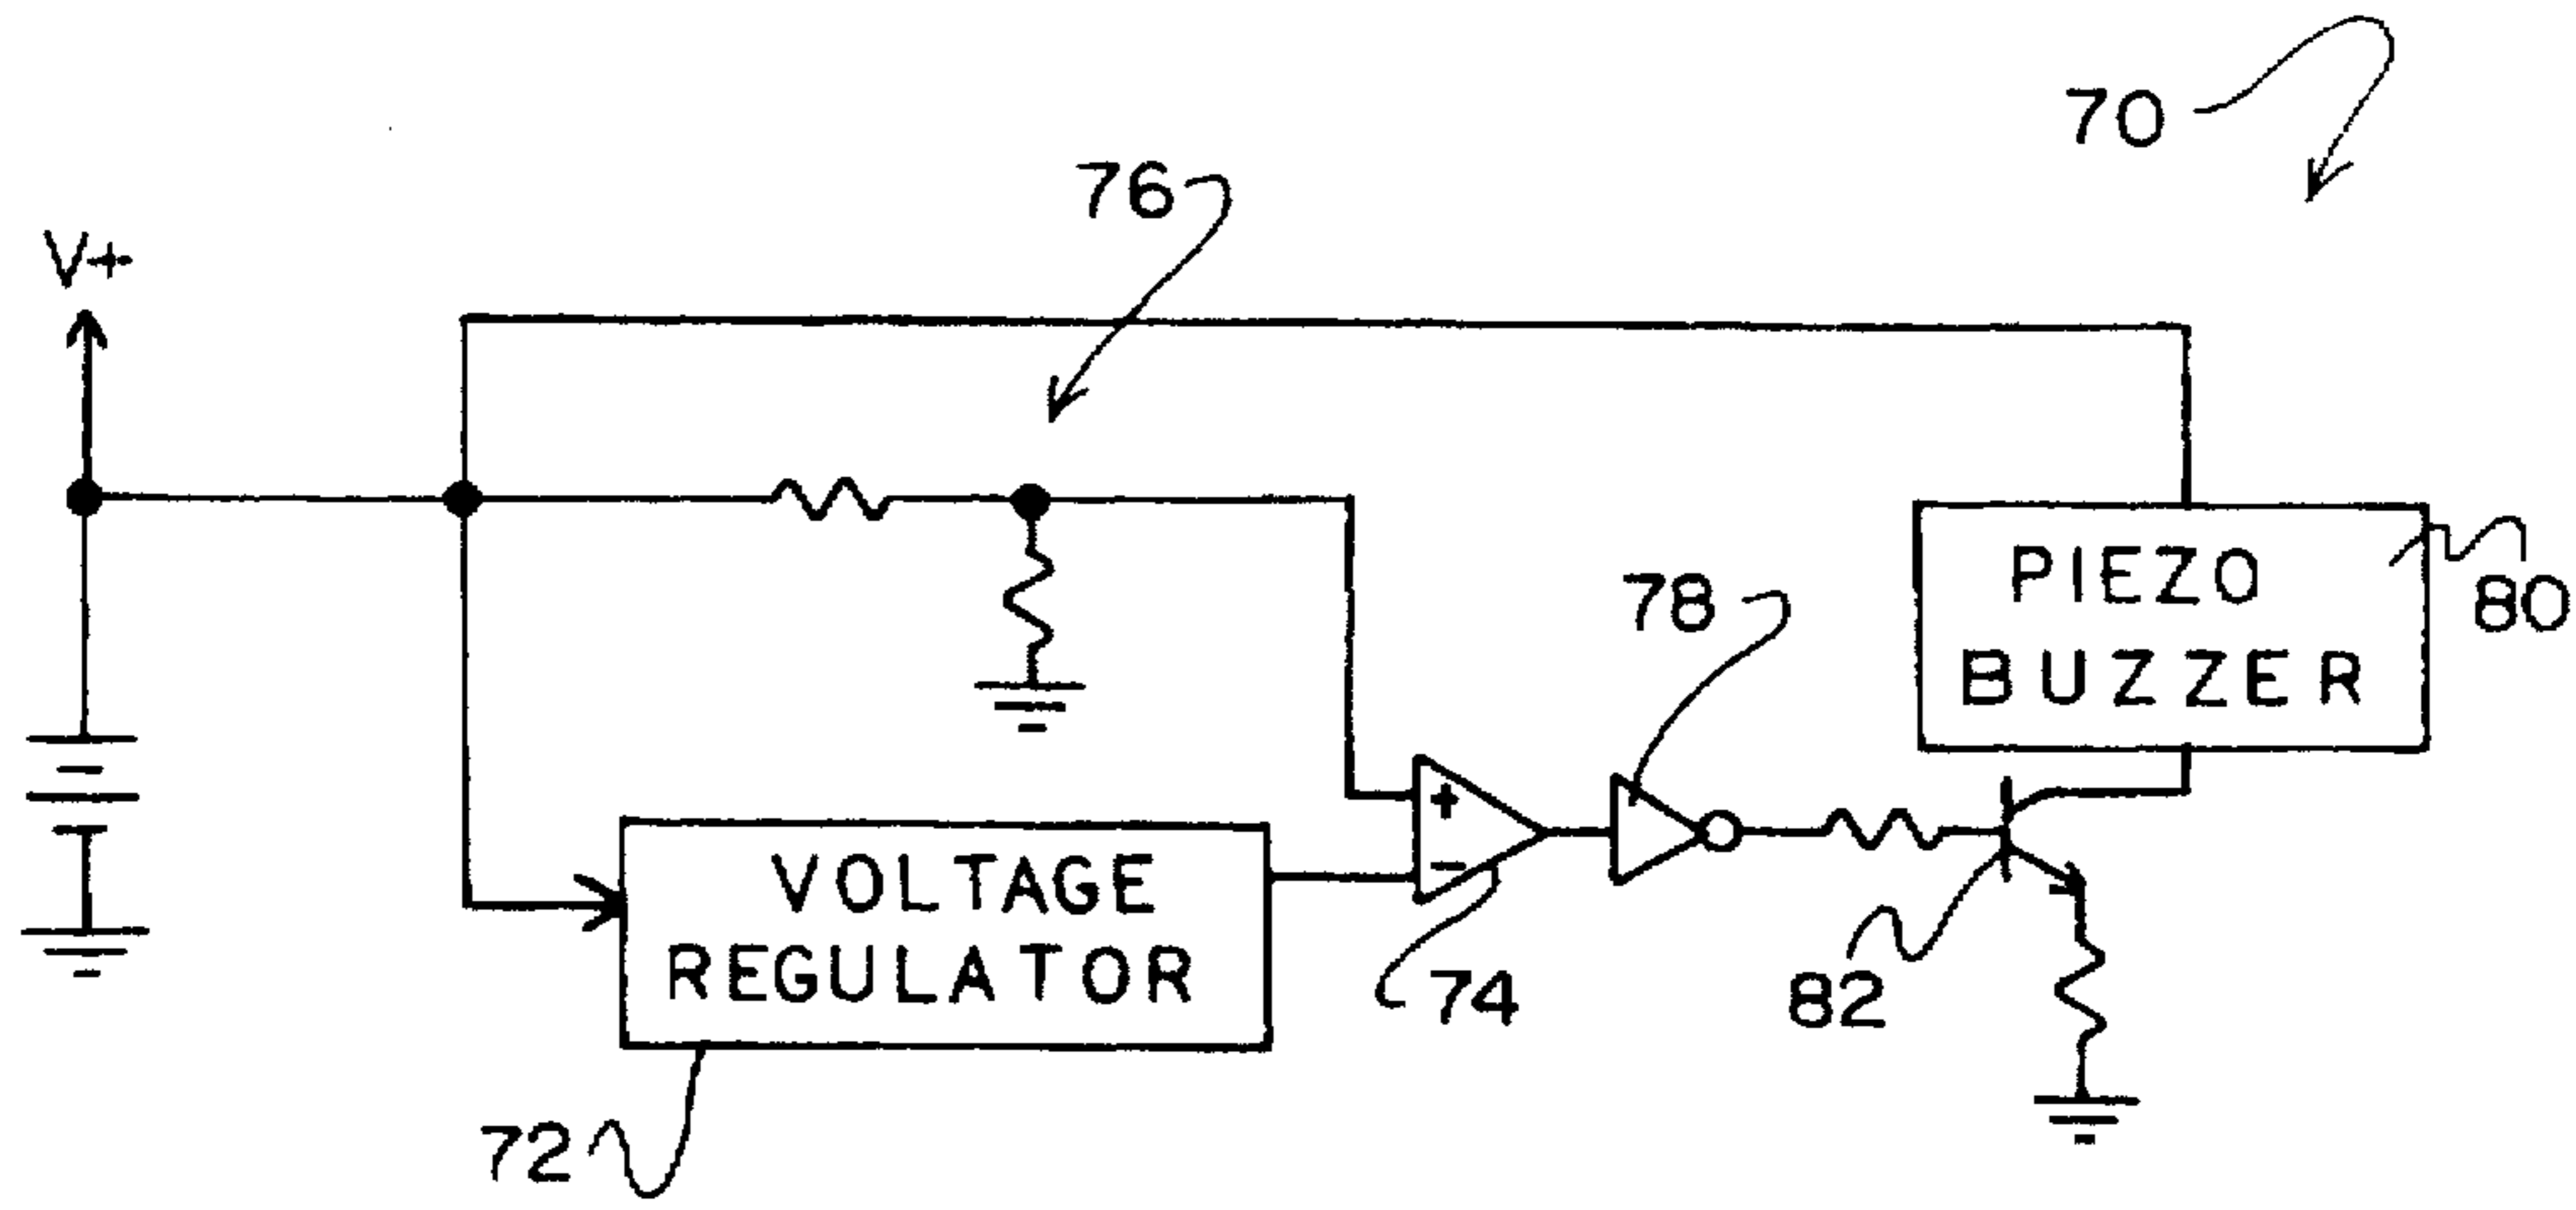 70
76
V+
PIEZO
BUZZER
80
78
+
-
VOLTAGE
REGULATOR
74
82
72